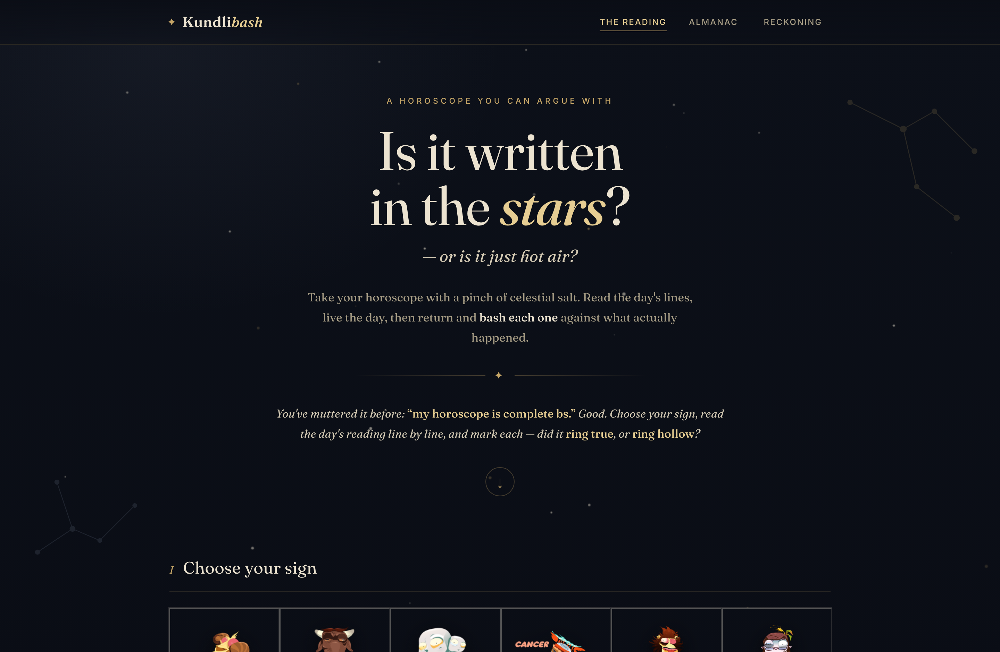 ✦ Kundlibash
THE READING ALMANAC RECKONING
A HOROSCOPE YOU CAN ARGUE WITH
Is it written
in the stars?
— or is it just hot air?
Take your horoscope with a pinch of celestial salt. Read the day's lines,
live the day, then return and bash each one against what actually
happened.
You've muttered it before: “my horoscope is complete bs.” Good. Choose your sign, read
the day's reading line by line, and mark each — did it ring true, or ring hollow?
↓
I Choose your sign
CANCER